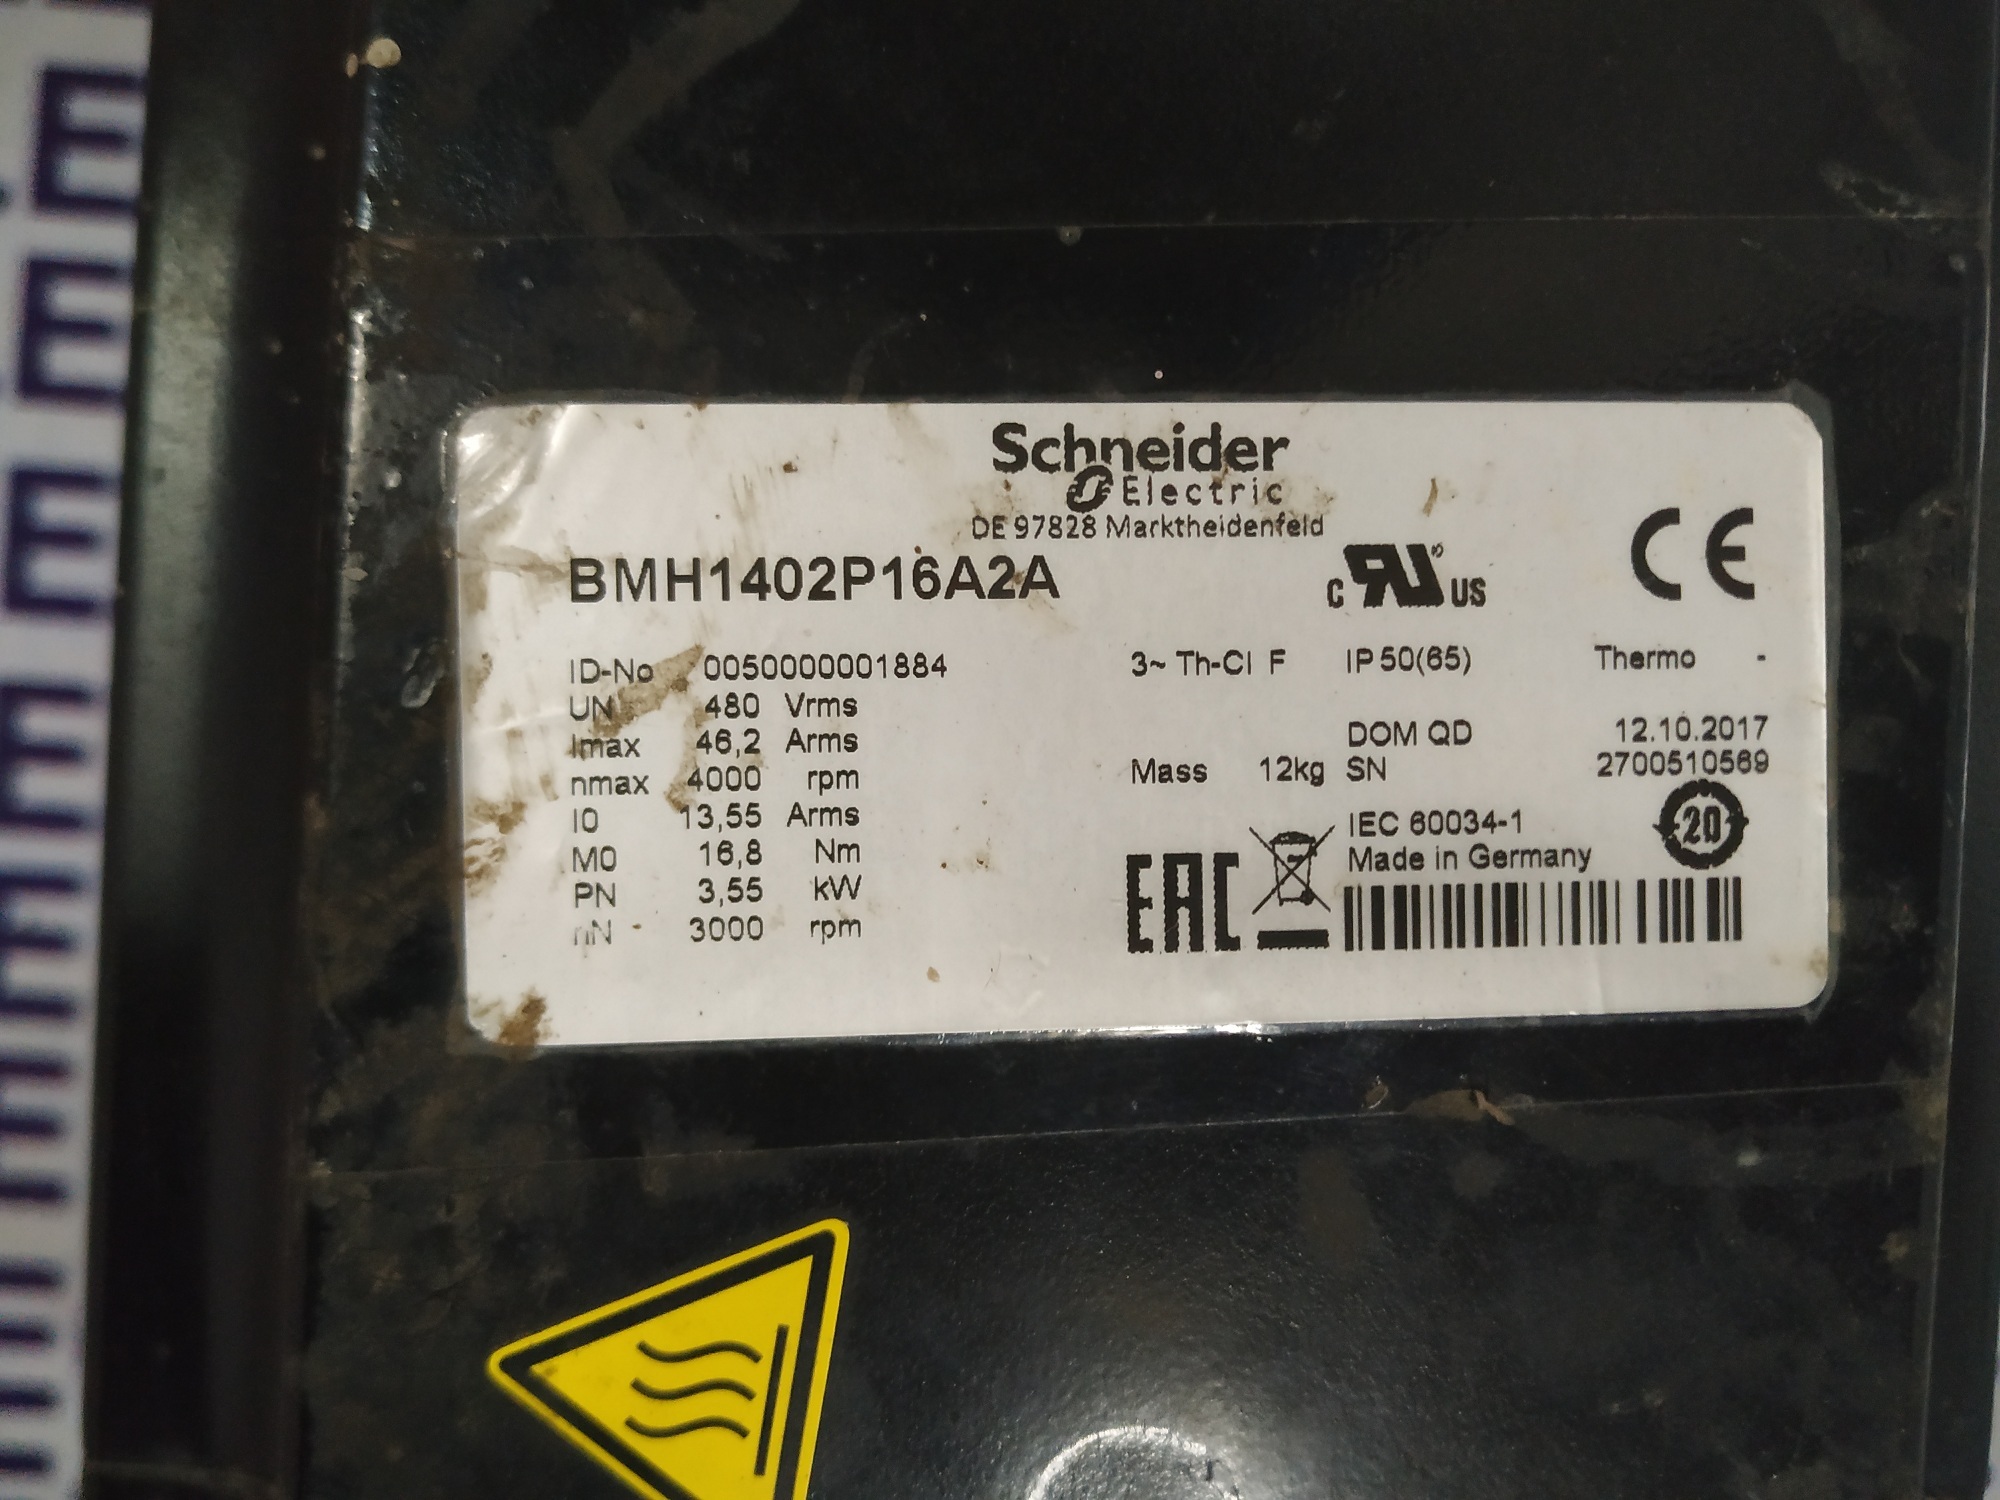 Schneider
Electric
DE 97828 Marktheidenfeld
BMH1402P16A2A
c RU US
CE
ID-No 0050000001884
3~ Th-Cl F IP50(65) Thermo -
UN 480 Vrms
Imax 46,2 Arms
DOM QD 12.10.2017
nmax 4000 rpm
Mass 12kg SN 2700510569
I0 13,55 Arms
IEC 60034-1
20
M0 16,8 Nm
Made in Germany
PN 3,55 kW
EAC
nN 3000 rpm